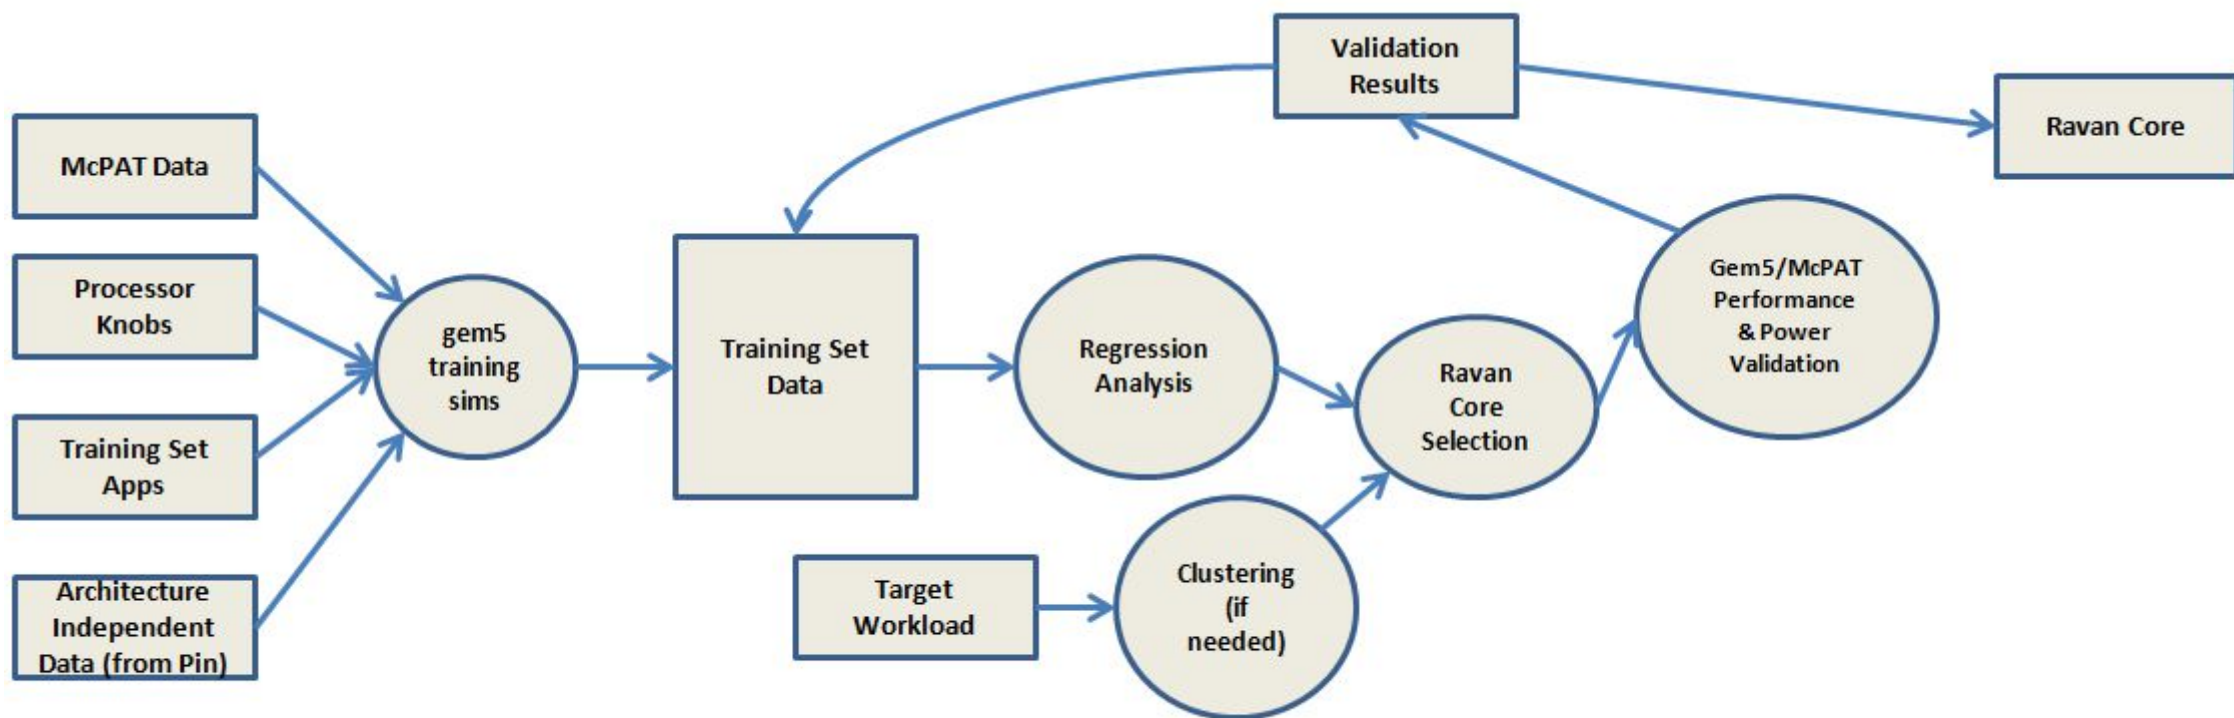 Validation
Results
Ravan Core
McPAT Data
Processor
Knobs
Training Set
Apps
Architecture
Independent
Data (from Pin)
gem5
training
sims
Training Set
Data
Regression
Analysis
Target
Workload
Clustering
(if
needed)
Ravan
Core
Selection
Gem5/McPAT
Performance
& Power
Validation